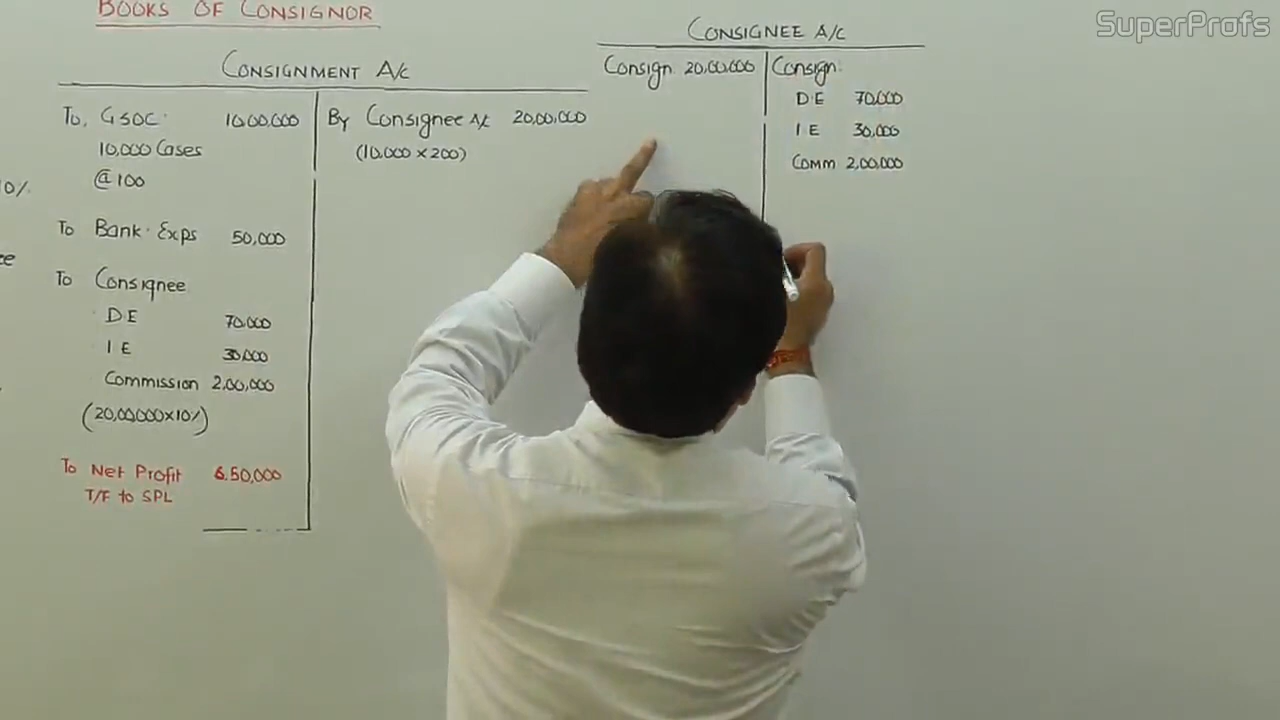 SuperProfs
BOOKS OF CONSIGNOR
CONSIGNMENT A/c
To, GSOC. 10,00,000
10,000 Cases
@ 100
To Bank. Exps 50,000
To Consignee
D E 70,000
I E 30,000
Commission 2,00,000
(20,00,000×10%)
To Net Profit 6.50,000
T/F to SPL
By Consignee A/c 20,00,000
(10,000 × 200)
CONSIGNEE A/c
Consign. 20,00,000
Consign.
D E 70,000
I E 30,000
Comm 2,00,000
10%
ee